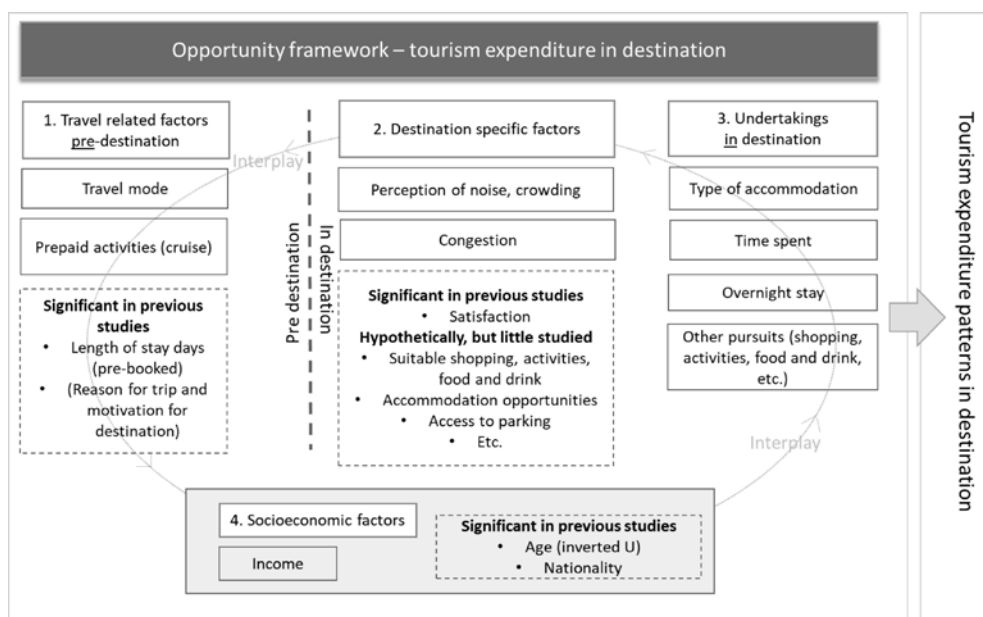 Opportunity framework – tourism expenditure in destination
1. Travel related factors
pre-destination
Travel mode
Prepaid activities (cruise)
Significant in previous
studies
• Length of stay days
(pre-booked)
• (Reason for trip and
motivation for
destination)
Interplay
Pre destination
In destination
2. Destination specific factors
Perception of noise, crowding
Congestion
Significant in previous studies
• Satisfaction
Hypothetically, but little studied
• Suitable shopping, activities,
food and drink
• Accommodation opportunities
• Access to parking
• Etc.
3. Undertakings
in destination
Type of accommodation
Time spent
Overnight stay
Other pursuits (shopping,
activities, food and drink,
etc.)
Interplay
4. Socioeconomic factors
Income
Significant in previous studies
• Age (inverted U)
• Nationality
Tourism expenditure patterns in destination